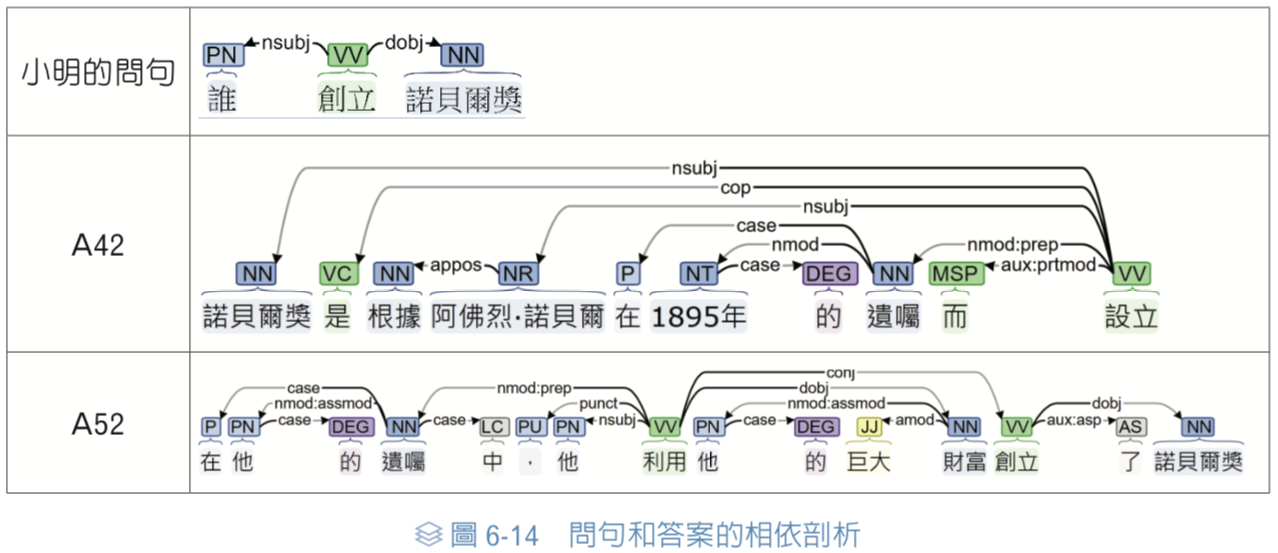 小明的問句
nsubj dobj
PN VV NN
誰 創立 諾貝爾獎
A42
nsubj
cop
nsubj
case
nmod nmod:prep
appos case aux:prtmod
NN VC NN NR P NT DEG NN MSP VV
諾貝爾獎 是 根據 阿佛烈·諾貝爾 在 1895年 的 遺囑 而 設立
A52
conj
case nmod:prep dobj
nmod:assmod punct nmod:assmod dobj
case case nsubj case amod aux:asp
P PN DEG NN LC PU PN VV PN DEG JJ NN VV AS NN
在 他 的 遺囑 中 , 他 利用 他 的 巨大 財富 創立 了 諾貝爾獎
圖 6-14 問句和答案的相依剖析